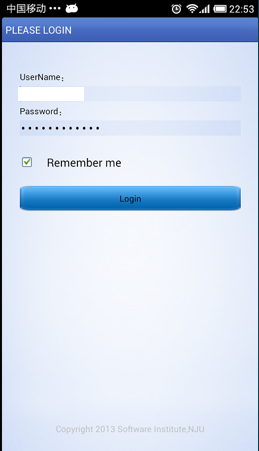 中国移动 ••• 22:53
PLEASE LOGIN
UserName：
Password：
••••••••••••
Remember me
Login
Copyright 2013 Software Institute,NJU